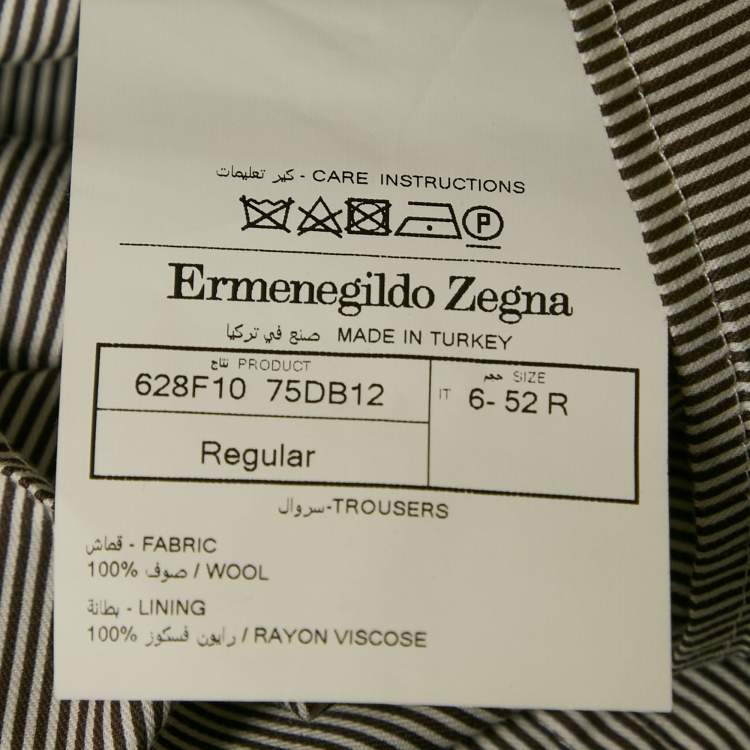 كير تعليمات - CARE INSTRUCTIONS
P
Ermenegildo Zegna
صنع في تركيا MADE IN TURKEY
نتاج PRODUCT
628F10 75DB12
Regular
حجم SIZE
IT 6- 52 R
سروال-TROUSERS
قماش - FABRIC
100% صوف / WOOL
بطانة - LINING
100% رايون فسكوز / RAYON VISCOSE